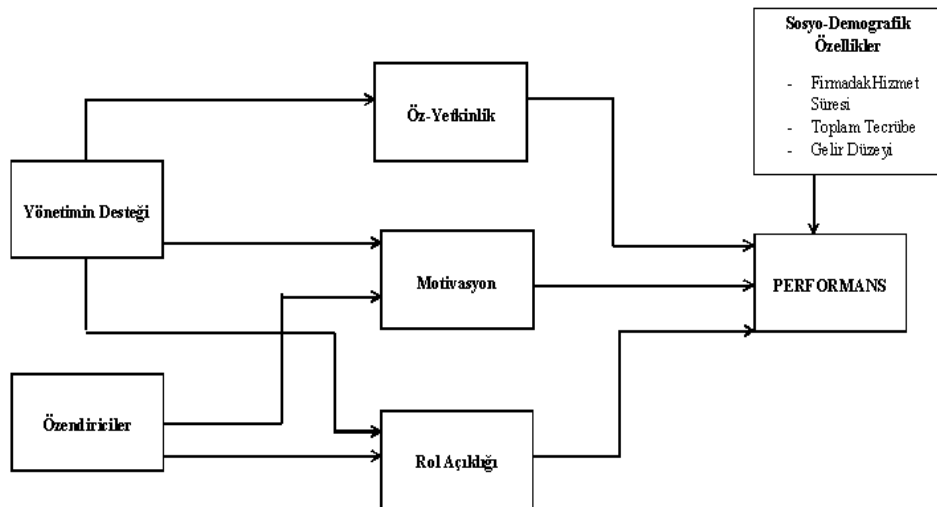 Sosyo-Demografik
Özellikler
- FirmadakHizmet
Süresi
- Toplam Tecrübe
- Gelir Düzeyi
Öz-Yetkinlik
Yönetimin Desteği
Motivasyon
PERFORMANS
Özendiriciler
Rol Açıklığı